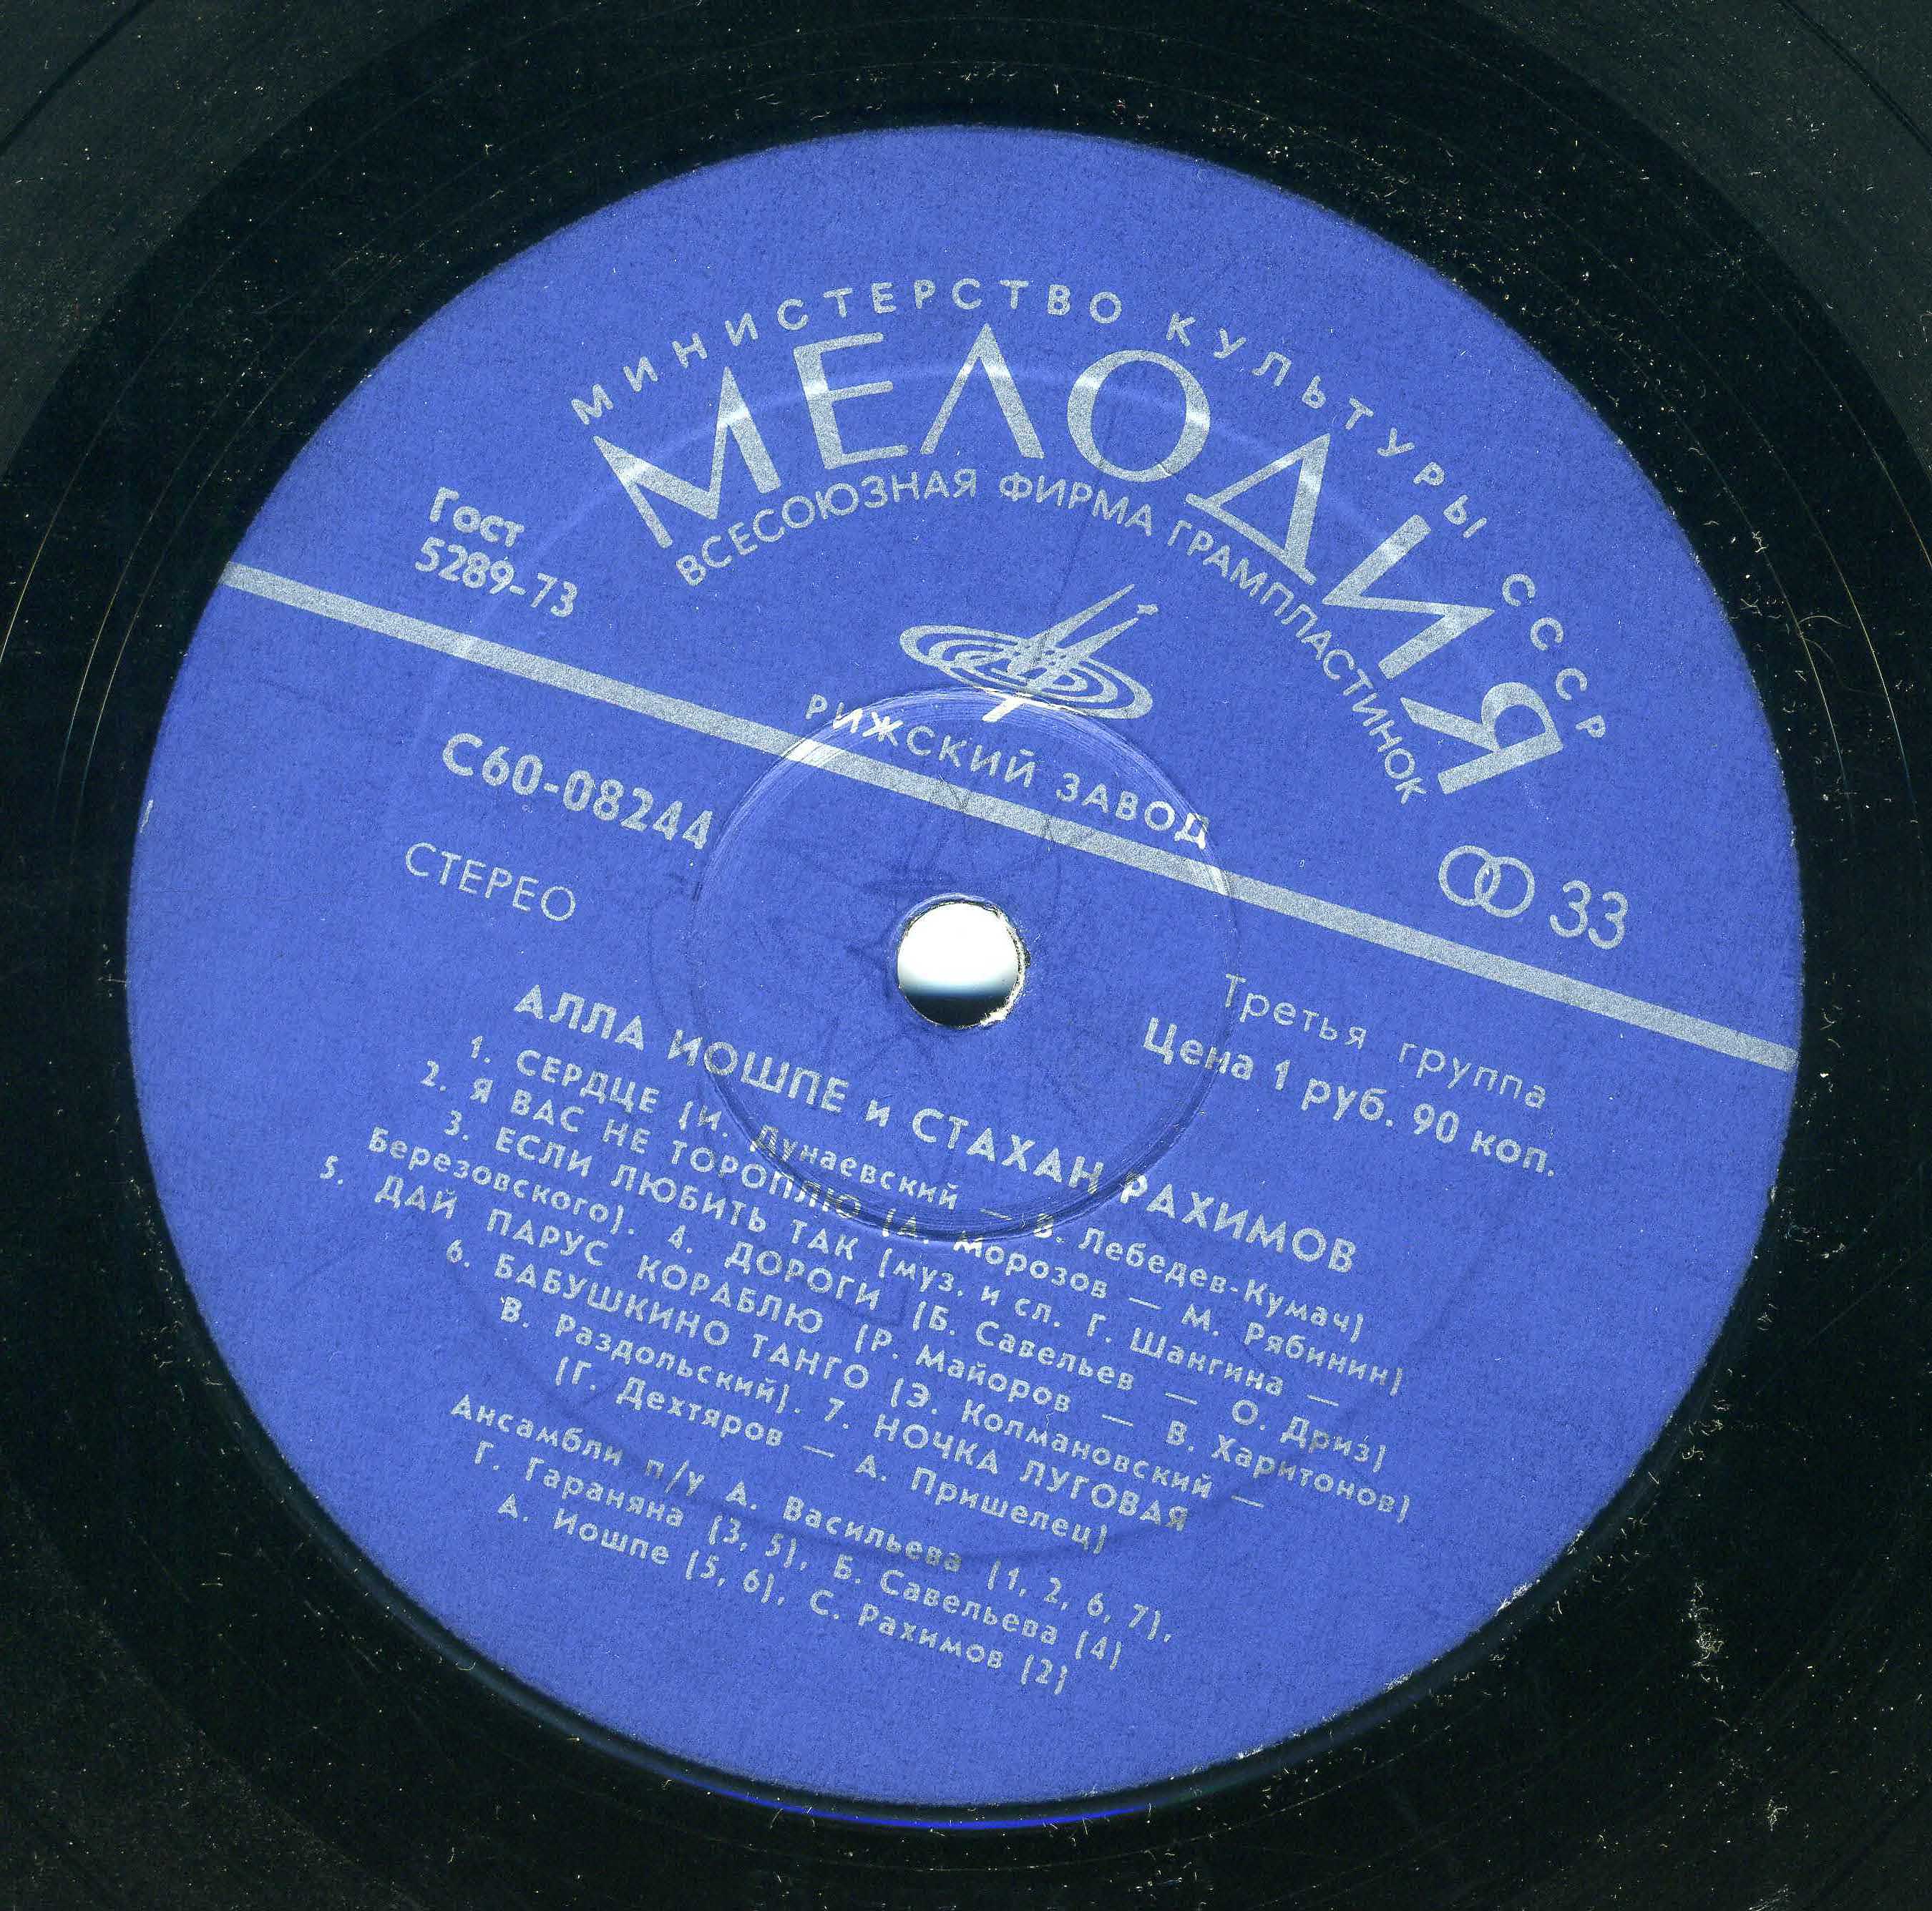 МИНИСТЕРСТВО КУЛЬТУРЫ СССР
МЕЛОДИЯ
ВСЕСОЮЗНАЯ ФИРМА ГРАМПЛАСТИНОК
Гост
5289-73
РИЖСКИЙ ЗАВОД
33
С60-08244
СТЕРЕО
Третья группа
Цена 1 руб. 90 коп.
АЛЛА ИОШПЕ и СТАХАН РАХИМОВ
1. СЕРДЦЕ (И. Дунаевский — В. Лебедев-Кумач)
2. Я ВАС НЕ ТОРОПЛЮ (А. Морозов — М. Рябинин)
3. ЕСЛИ ЛЮБИТЬ ТАК (муз. и сл. Г. Шангина —
Березовского). 4. ДОРОГИ (Б. Савельев — О. Дриз)
5. ДАЙ ПАРУС КОРАБЛЮ (Р. Майоров — В. Харитонов)
6. БАБУШКИНО ТАНГО (Э. Колмановский —
В. Раздольский). 7. НОЧКА ЛУГОВАЯ
(Г. Дехтяров — А. Пришелец)
Ансамбли п/у А. Васильева (1, 2, 6, 7),
Г. Гараняна (3, 5), Б. Савельева (4)
А. Иошпе (5, 6), С. Рахимов (2)